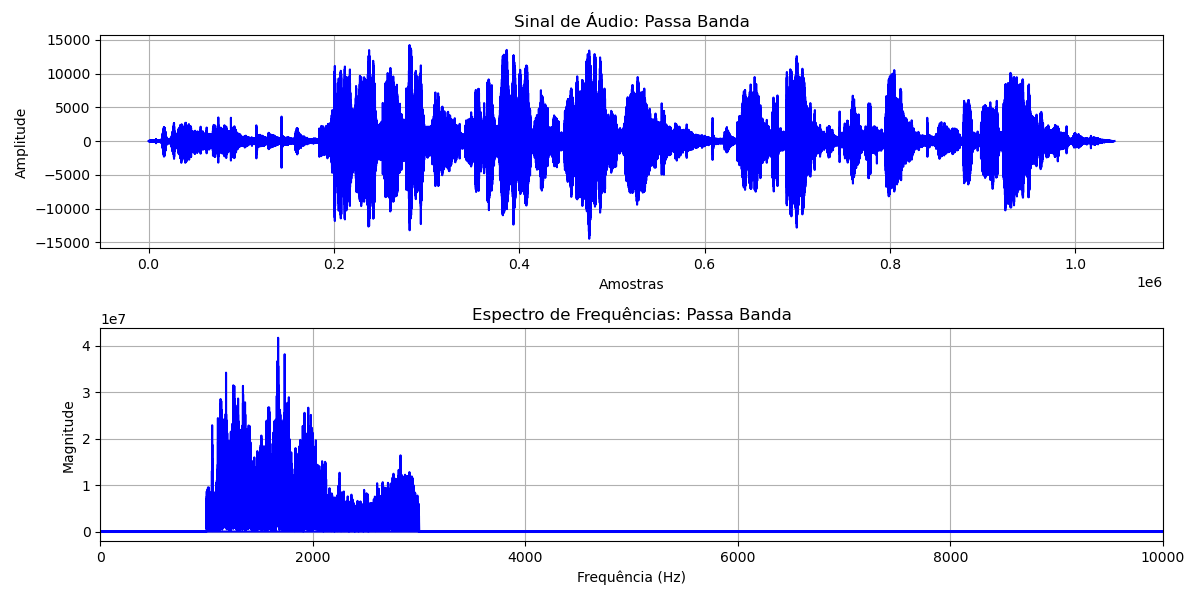 Sinal de Áudio: Passa Banda
15000
10000
5000
0
−5000
−10000
−15000
Amplitude
0.0 0.2 0.4 0.6 0.8 1.0
1e6
Amostras
Espectro de Frequências: Passa Banda
1e7
4
3
2
1
0
Magnitude
0 2000 4000 6000 8000 10000
Frequência (Hz)